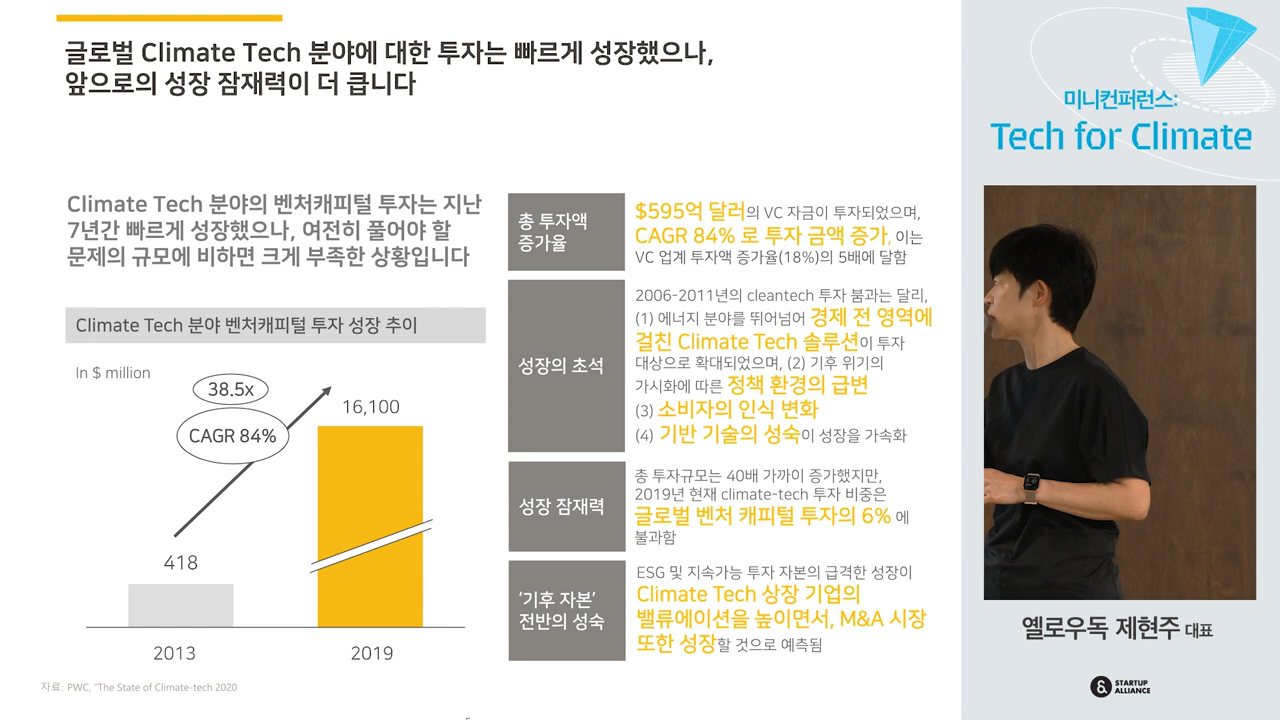 글로벌 Climate Tech 분야에 대한 투자는 빠르게 성장했으나,
앞으로의 성장 잠재력이 더 큽니다
Climate Tech 분야의 벤처캐피털 투자는 지난
7년간 빠르게 성장했으나, 여전히 풀어야 할
문제의 규모에 비하면 크게 부족한 상황입니다
Climate Tech 분야 벤처캐피털 투자 성장 추이
In $ million
38.5x
CAGR 84%
16,100
418
2013
2019
자료: PWC, "The State of Climate-tech 2020
총 투자액
증가율
$595억 달러의 VC 자금이 투자되었으며,
CAGR 84% 로 투자 금액 증가, 이는
VC 업계 투자액 증가율(18%)의 5배에 달함
성장의 초석
2006-2011년의 cleantech 투자 붐과는 달리,
(1) 에너지 분야를 뛰어넘어 경제 전 영역에
걸친 Climate Tech 솔루션이 투자
대상으로 확대되었으며, (2) 기후 위기의
가시화에 따른 정책 환경의 급변
(3) 소비자의 인식 변화
(4) 기반 기술의 성숙이 성장을 가속화
성장 잠재력
총 투자규모는 40배 가까이 증가했지만,
2019년 현재 climate-tech 투자 비중은
글로벌 벤처 캐피털 투자의 6% 에
불과함
'기후 자본'
전반의 성숙
ESG 및 지속가능 투자 자본의 급격한 성장이
Climate Tech 상장 기업의
밸류에이션을 높이면서, M&A 시장
또한 성장할 것으로 예측됨
미니컨퍼런스:
Tech for Climate
옐로우독 제현주 대표
&
STARTUP
ALLIANCE